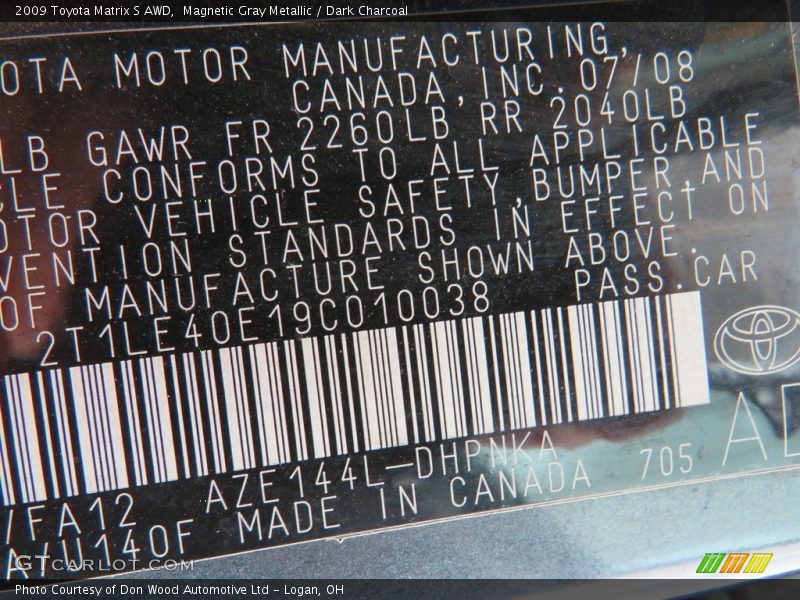 2009 Toyota Matrix S AWD,  Magnetic Gray Metallic / Dark Charcoal
OTA MOTOR MANUFACTURING,
CANADA,INC.07/08
LB GAWR FR 2260LB RR 2040LB
CLE CONFORMS TO ALL APPLICABLE
OTOR VEHICLE SAFETY,BUMPER AND
VENTION STANDARDS IN EFFECT ON
OF MANUFACTURE SHOWN ABOVE.
2T1LE40E19C010038 PASS.CAR
/FA12 AZE144L-DHPNKA
A/U140F MADE IN CANADA 705
AD
GTcarlot.com
Photo Courtesy of Don Wood Automotive Ltd - Logan, OH